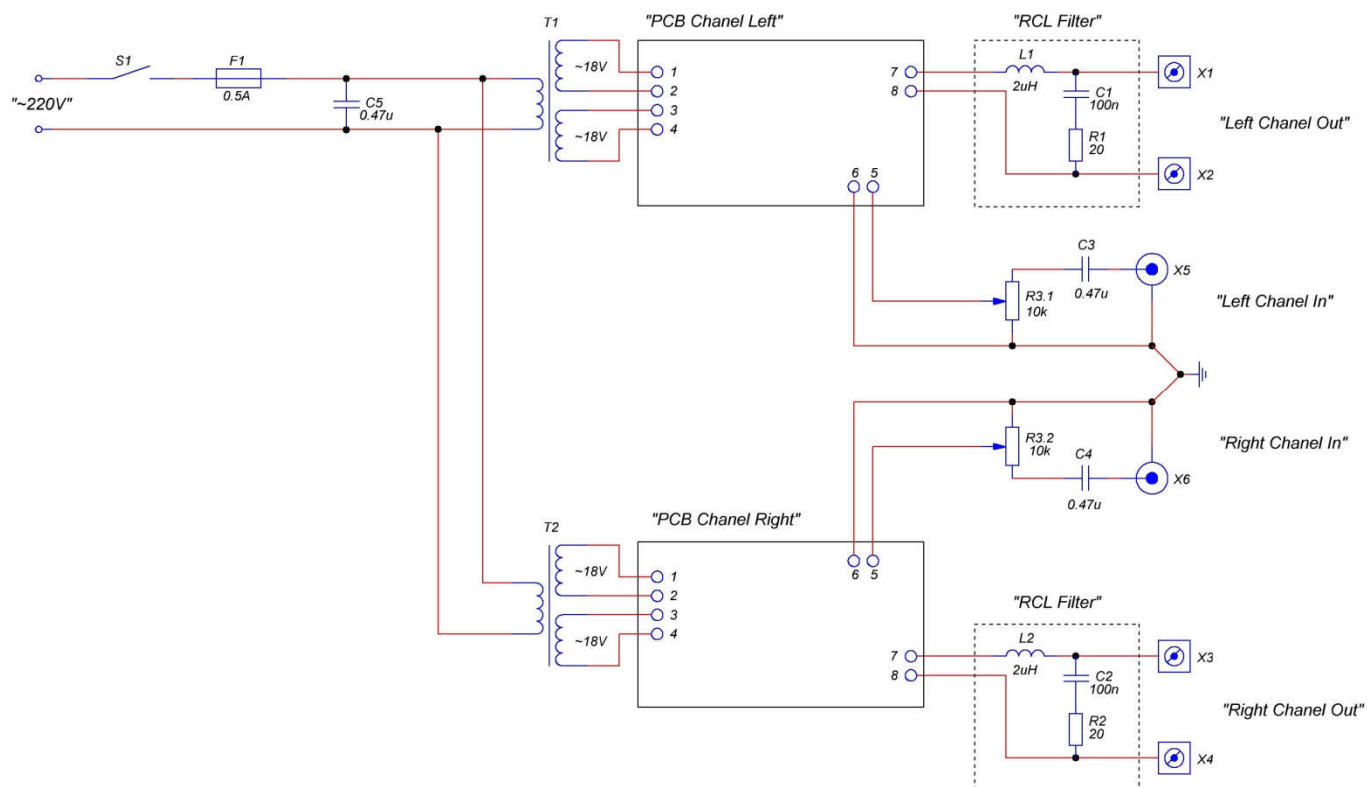 "PCB Chanel Left"
"RCL Filter"
T1
S1
F1
0.5A
"~220V"
C5
0.47u
~18V
~18V
1
2
3
4
7
8
6 5
L1
2uH
C1
100n
R1
20
X1
"Left Chanel Out"
X2
C3
0.47u
X5
R3.1
10k
"Left Chanel In"
R3.2
10k
C4
0.47u
"Right Chanel In"
X6
"PCB Chanel Right"
T2
~18V
~18V
1
2
3
4
6 5
7
8
"RCL Filter"
L2
2uH
C2
100n
R2
20
X3
"Right Chanel Out"
X4